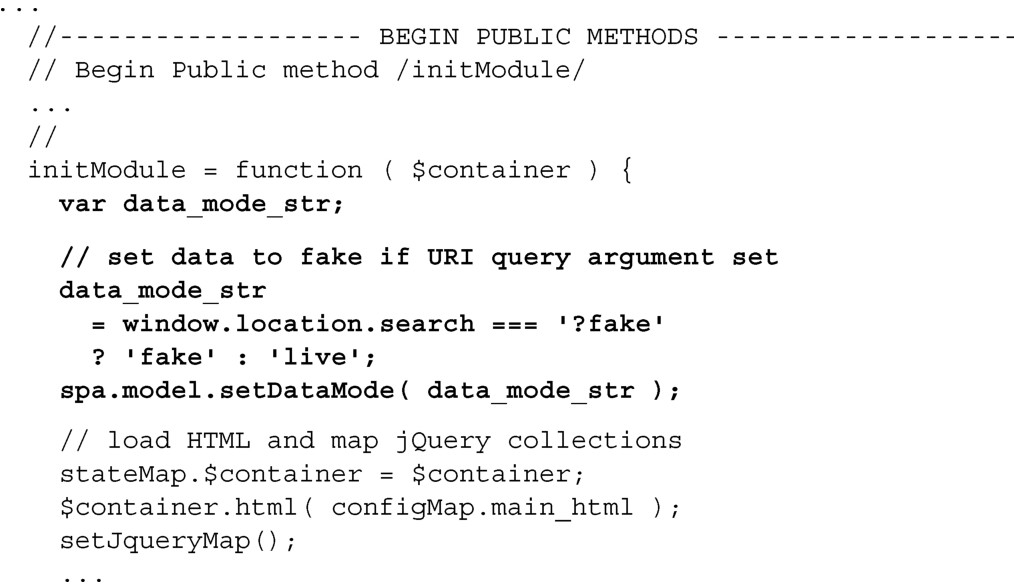 ...
//------------------- BEGIN PUBLIC METHODS -------------------
// Begin Public method /initModule/
...
//
initModule = function ( $container ) {
var data_mode_str;
// set data to fake if URI query argument set
data_mode_str
= window.location.search === '?fake'
? 'fake' : 'live';
spa.model.setDataMode( data_mode_str );
// load HTML and map jQuery collections
stateMap.$container = $container;
$container.html( configMap.main_html );
setJqueryMap();
...